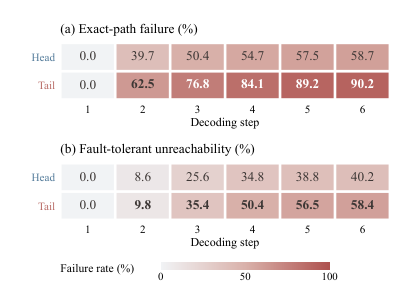 (a) Exact-path failure (%)
Head 0.0 39.7 50.4 54.7 57.5 58.7
Tail 0.0 62.5 76.8 84.1 89.2 90.2
1 2 3 4 5 6
Decoding step
(b) Fault-tolerant unreachability (%)
Head 0.0 8.6 25.6 34.8 38.8 40.2
Tail 0.0 9.8 35.4 50.4 56.5 58.4
1 2 3 4 5 6
Decoding step
Failure rate (%)
0 50 100